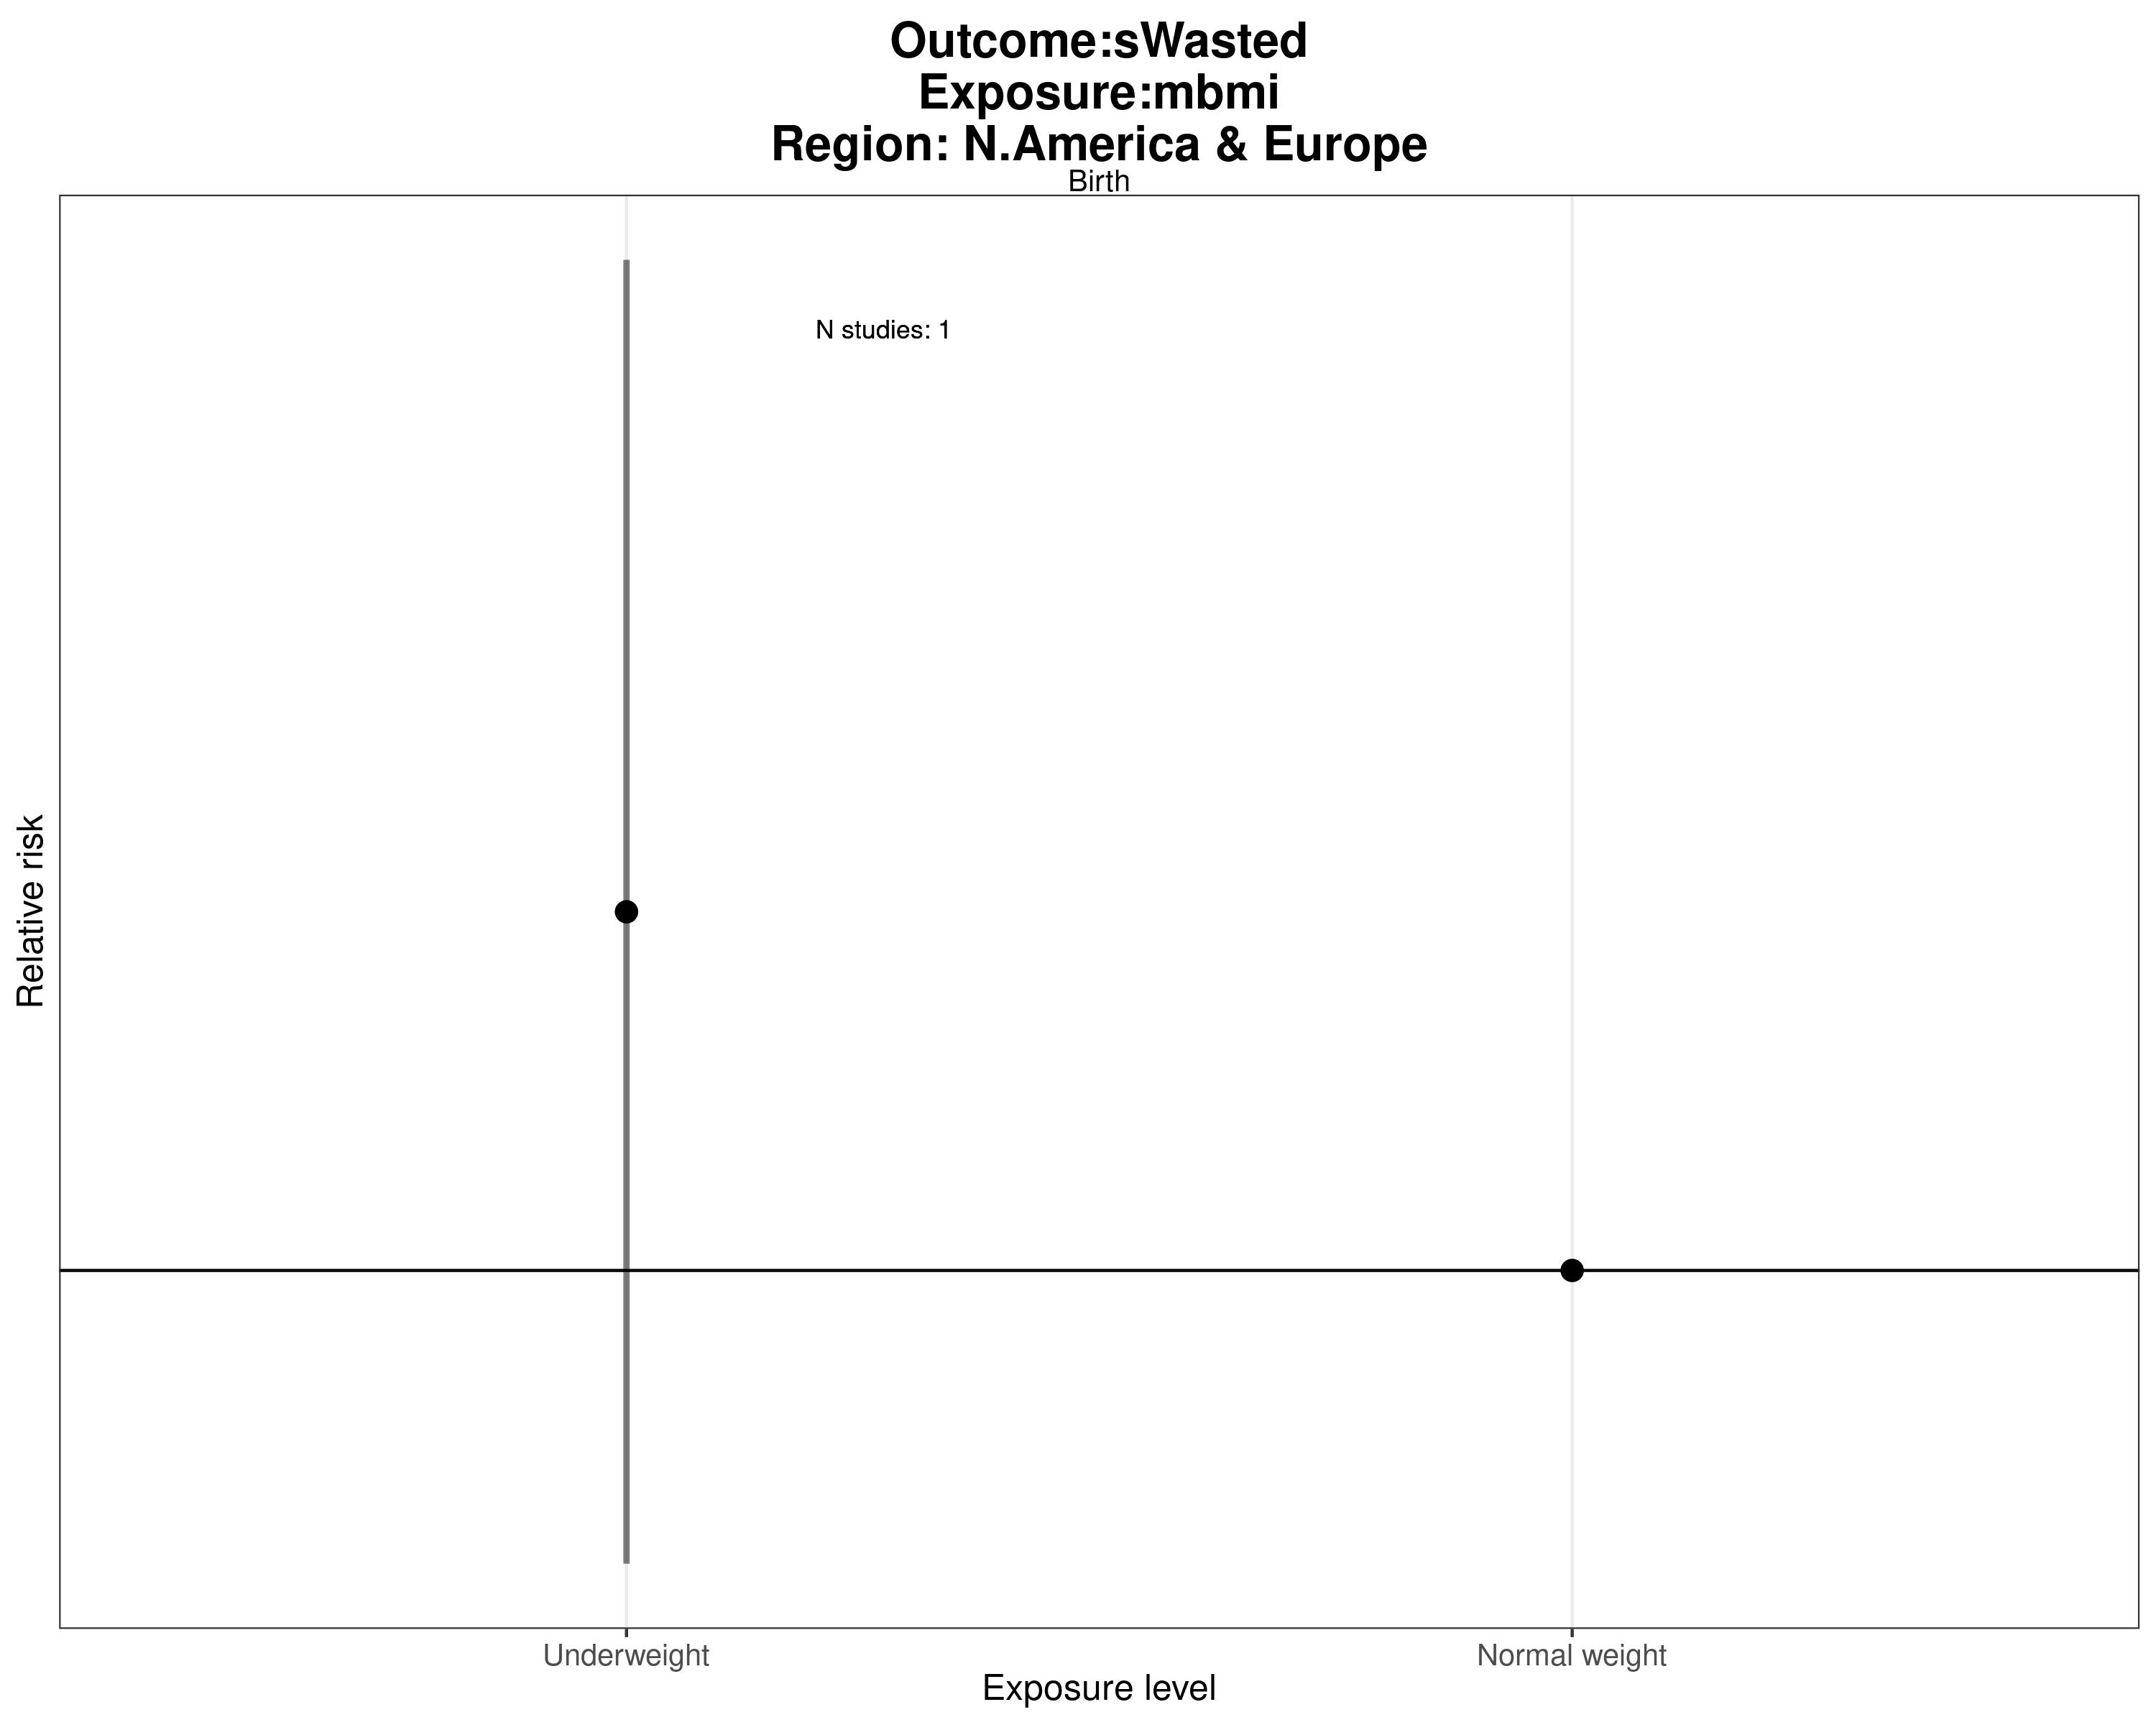 Outcome:sWasted
Exposure:mbmi
Region: N.America & Europe
Birth
N studies: 1
Relative risk
Underweight
Normal weight
Exposure level